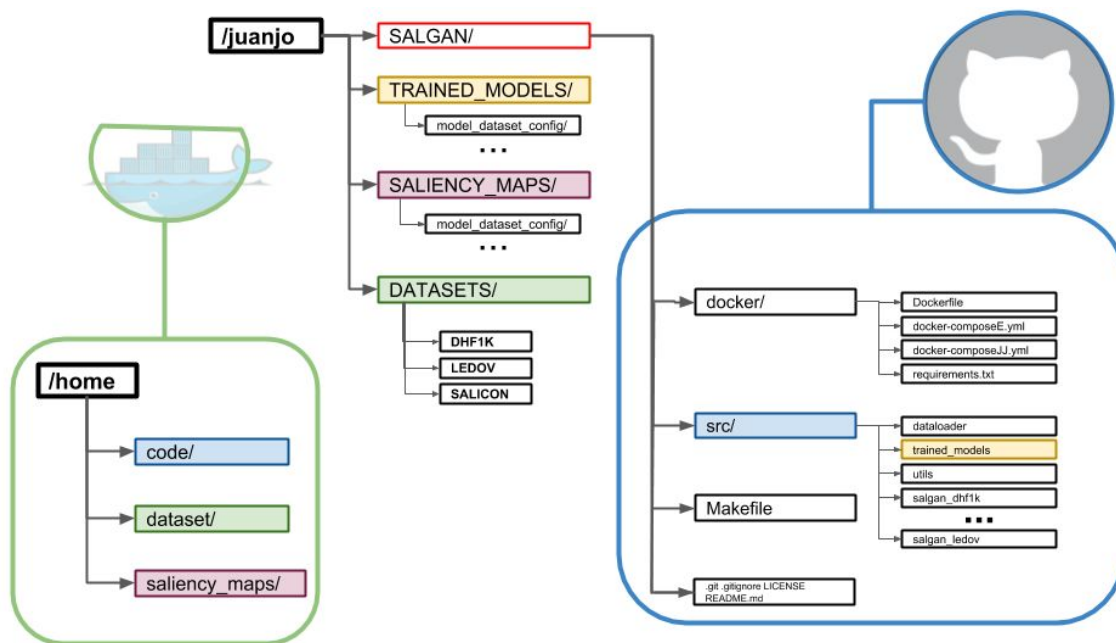 /juanjo
SALGAN/
TRAINED_MODELS/
model_dataset_config/
...
SALIENCY_MAPS/
model_dataset_config/
...
DATASETS/
DHF1K
LEDOV
SALICON
/home
code/
dataset/
saliency_maps/
docker/
Dockerfile
docker-composeE.yml
docker-composeJJ.yml
requirements.txt
src/
dataloader
trained_models
utils
salgan_dhf1k
...
salgan_ledov
Makefile
.git .gitignore LICENSE
README.md